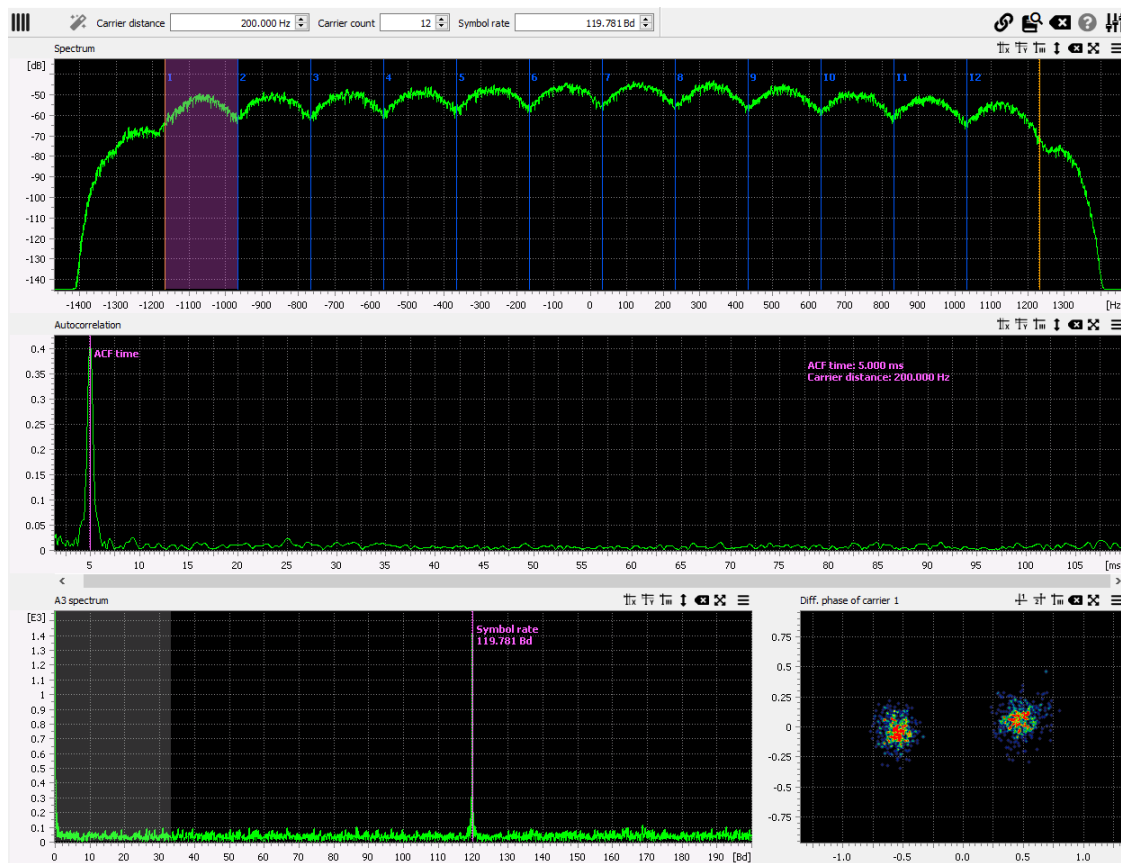 Carrier distance 200.000 Hz Carrier count 12 Symbol rate 119.781 Bd
Spectrum
[dB]
1 2 3 4 5 6 7 8 9 10 11 12
-50
-60
-70
-80
-90
-100
-110
-120
-130
-140
-1400 -1300 -1200 -1100 -1000 -900 -800 -700 -600 -500 -400 -300 -200 -100 0 100 200 300 400 500 600 700 800 900 1000 1100 1200 1300 [Hz]
Autocorrelation
0.4
ACF time
ACF time: 5.000 ms
0.35
Carrier distance: 200.000 Hz
0.3
0.25
0.2
0.15
0.1
0.05
0
5 10 15 20 25 30 35 40 45 50 55 60 65 70 75 80 85 90 95 100 105 [ms
A3 spectrum
[E3]
Symbol rate
119.781 Bd
1.4
1.3
1.2
1.1
1
0.9
0.8
0.7
0.6
0.5
0.4
0.3
0.2
0.1
0
0 10 20 30 40 50 60 70 80 90 100 110 120 130 140 150 160 170 180 190 [Bd]
Diff. phase of carrier 1
0.75
0.5
0.25
0
-0.25
-0.5
-0.75
-1.0 -0.5 0.0 0.5 1.0